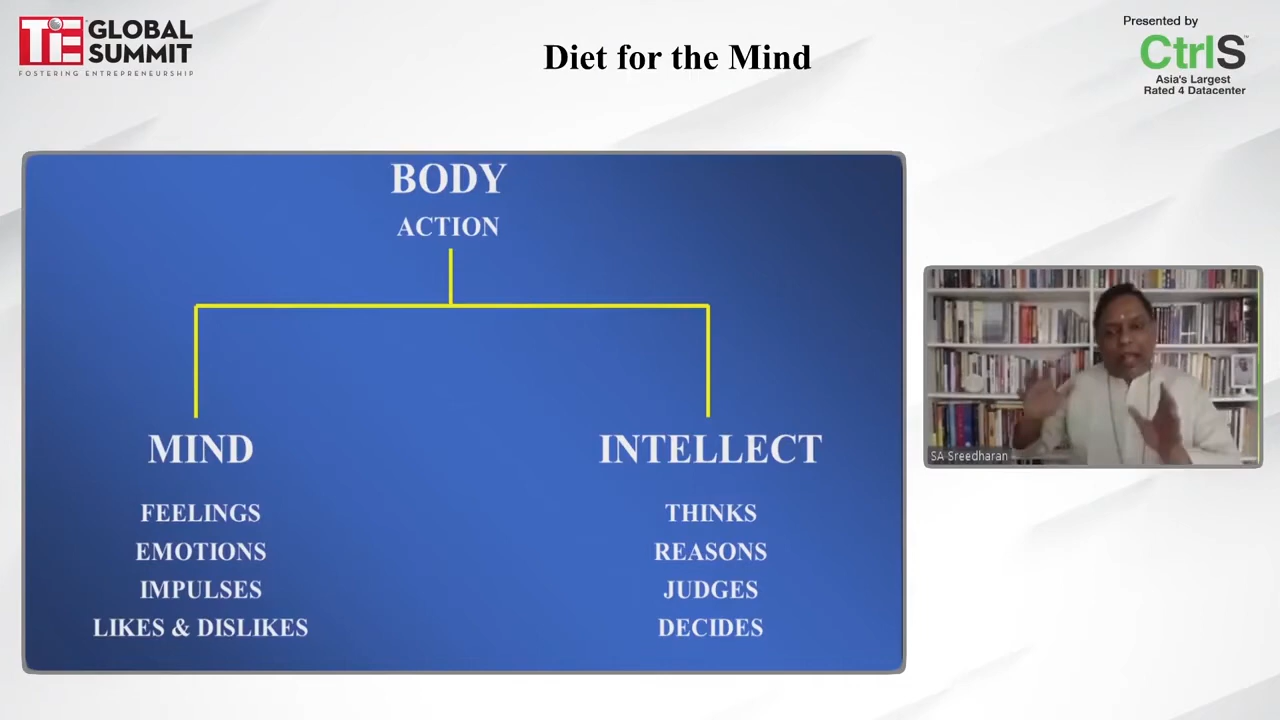 TiE GLOBAL
SUMMIT
FOSTERING ENTREPRENEURSHIP
Diet for the Mind
Presented by
CtrlS™
Asia's Largest
Rated 4 Datacenter
BODY
ACTION
MIND
INTELLECT
FEELINGS
EMOTIONS
IMPULSES
LIKES & DISLIKES
THINKS
REASONS
JUDGES
DECIDES
SA Sreedharan